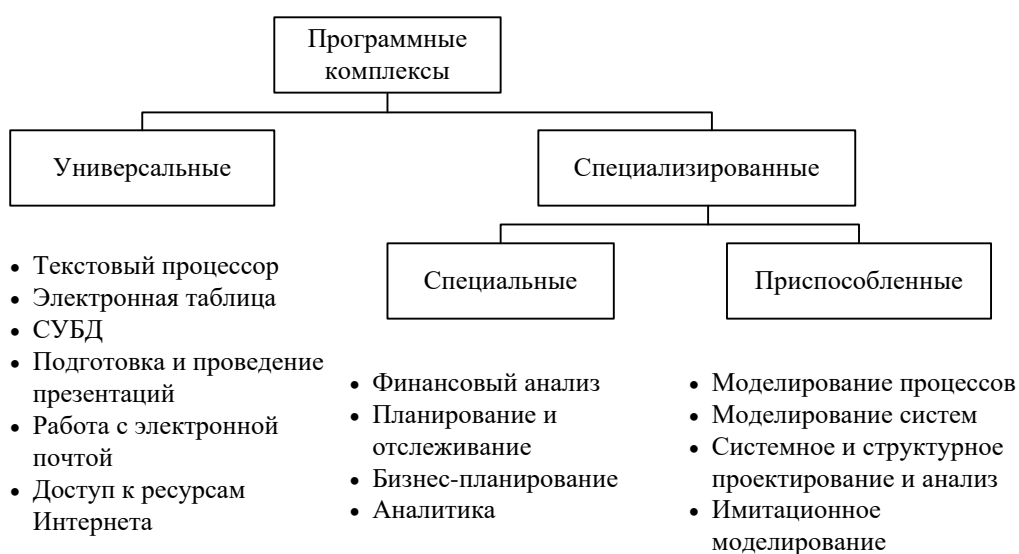 Программные
комплексы
Универсальные
Специализированные
Специальные
Приспособленные
• Текстовый процессор
• Электронная таблица
• СУБД
• Подготовка и проведение
презентаций
• Работа с электронной
почтой
• Доступ к ресурсам
Интернета
• Финансовый анализ
• Планирование и
отслеживание
• Бизнес-планирование
• Аналитика
• Моделирование процессов
• Моделирование систем
• Системное и структурное
проектирование и анализ
• Имитационное
моделирование